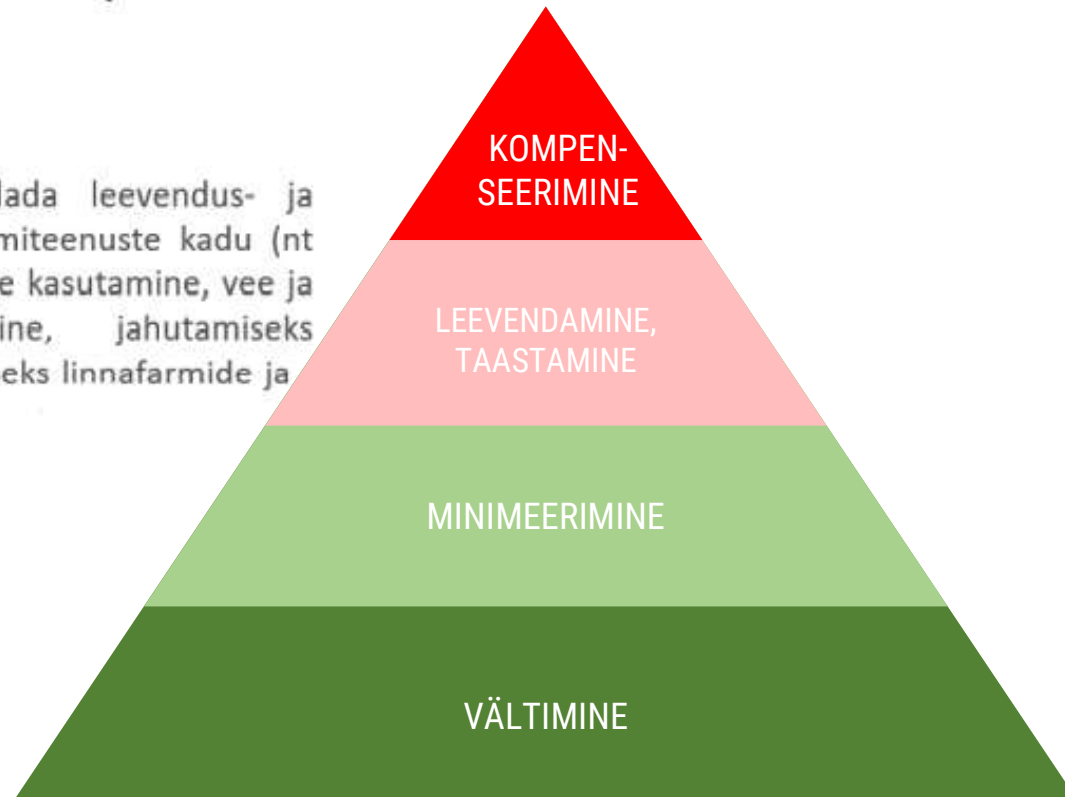 lada leevendus- ja
miteenuste kadu (nt
e kasutamine, vee ja
ine, jahutamiseks
eks linnafarmide ja
KOMPEN-
SEERIMINE
LEEVENDAMINE,
TAASTAMINE
MINIMEERIMINE
VÄLTIMINE